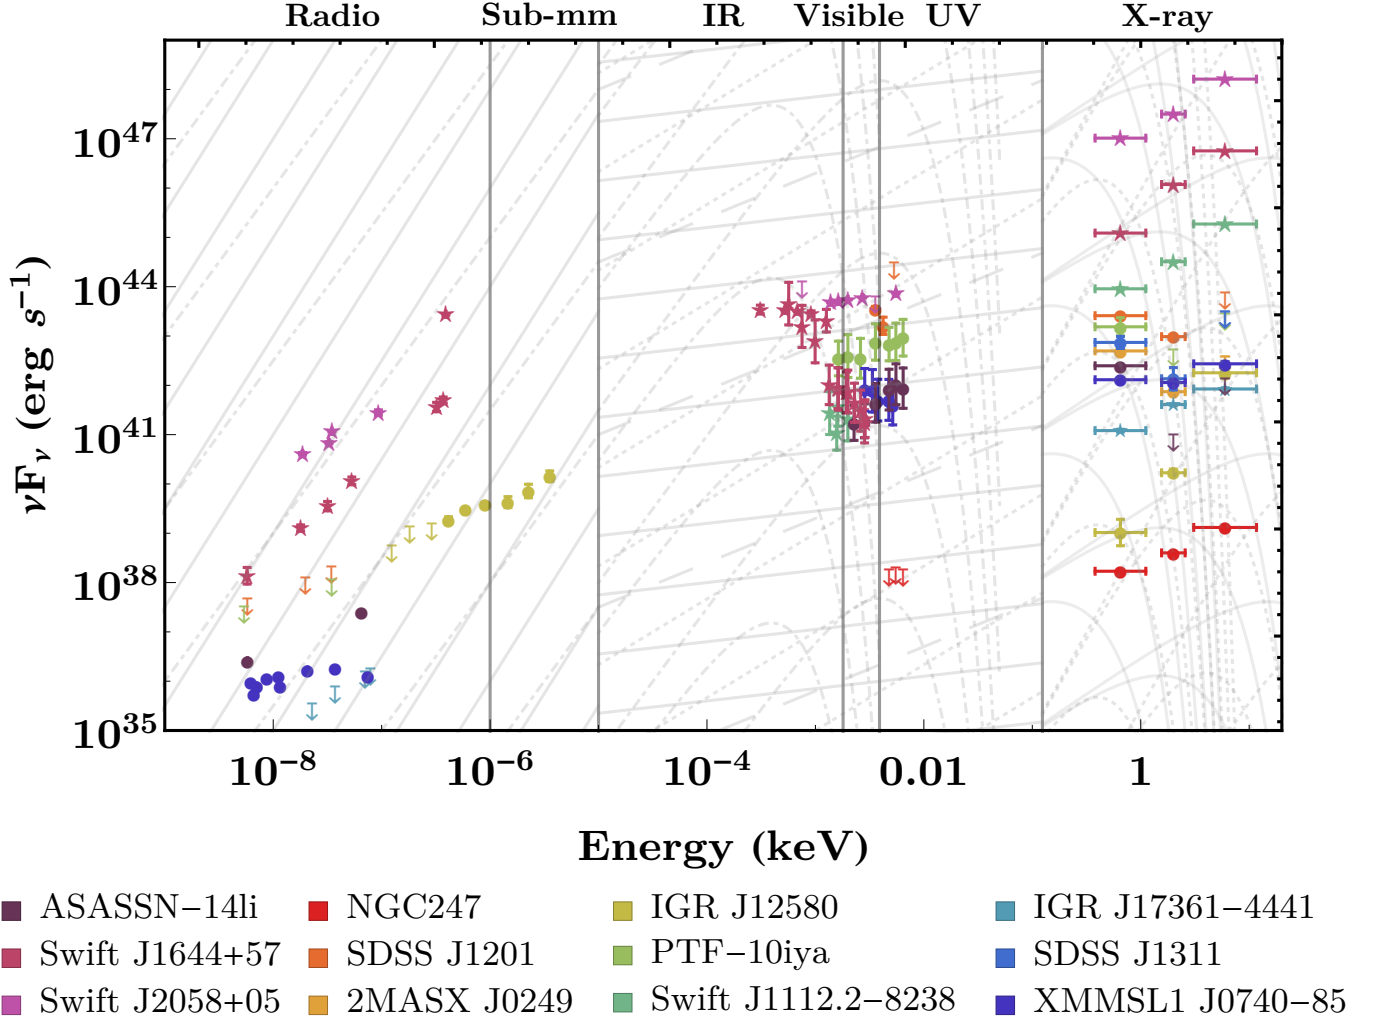 Radio Sub-mm IR Visible UV X-ray
10^47
10^44
10^41
10^38
10^35
νF_ν (erg s^−1)
10^−8 10^−6 10^−4 0.01 1
Energy (keV)
ASASSN−14li NGC247 IGR J12580 IGR J17361−4441
Swift J1644+57 SDSS J1201 PTF−10iya SDSS J1311
Swift J2058+05 2MASX J0249 Swift J1112.2−8238 XMMSL1 J0740−85